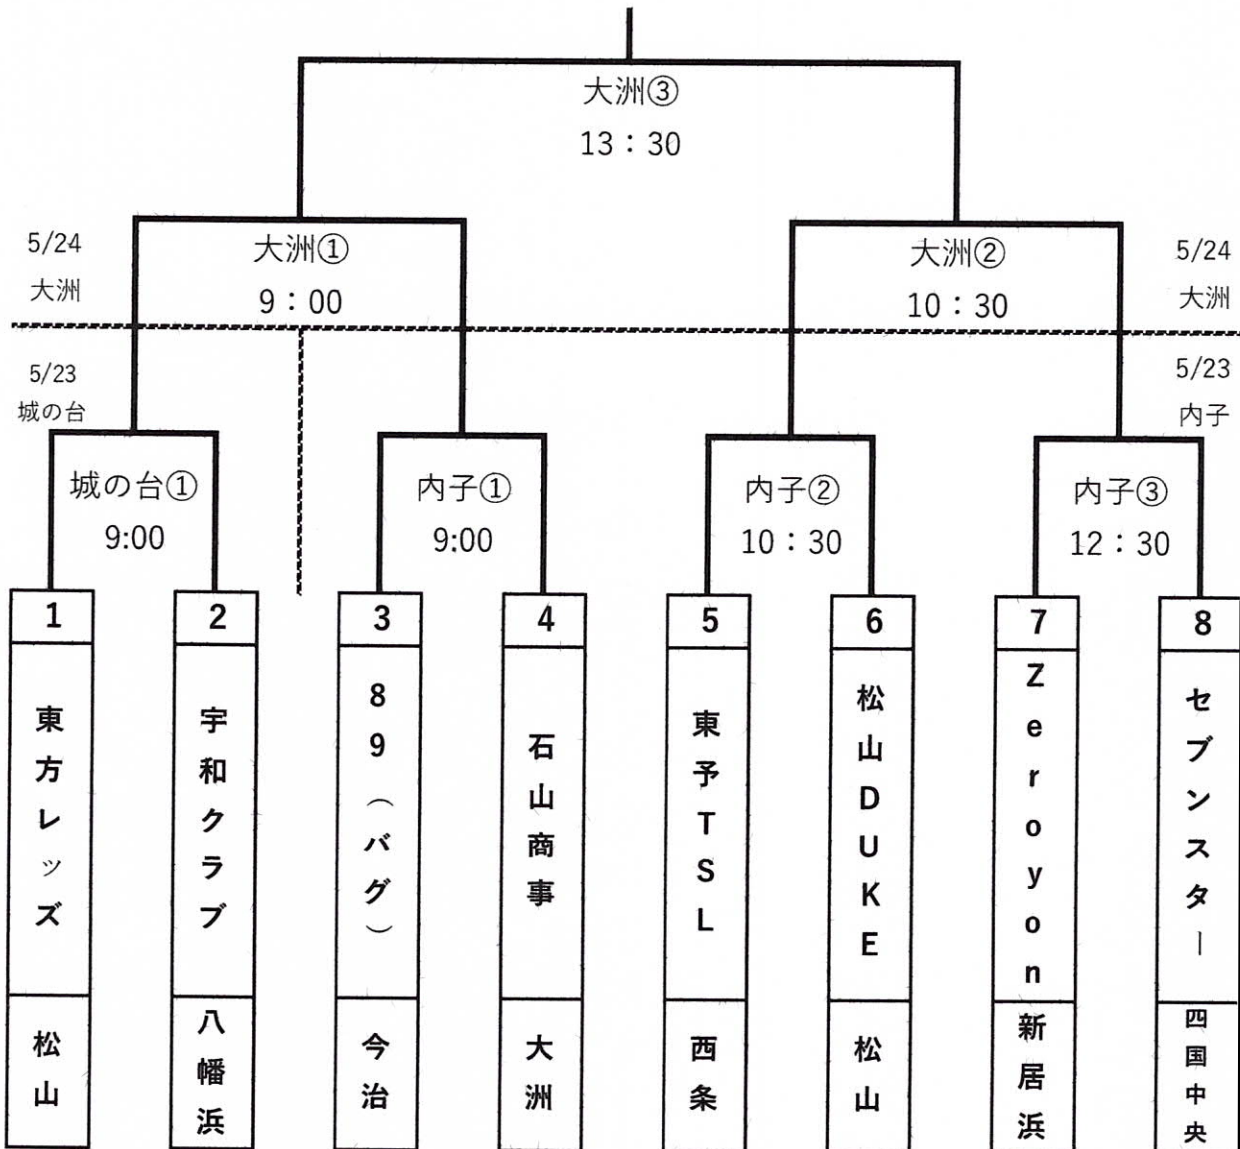 大洲③
13：30
5/24
大洲
大洲①
9：00
大洲②
10：30
5/24
大洲
5/23
城の台
5/23
内子
城の台①
9:00
内子①
9:00
内子②
10：30
内子③
12：30
1
東方レッズ
松山
2
宇和クラブ
八幡浜
3
89（バグ）
今治
4
石山商事
大洲
5
東予TSL
西条
6
松山DUKE
松山
7
Zeroyon
新居浜
8
セブンスター
四国中央